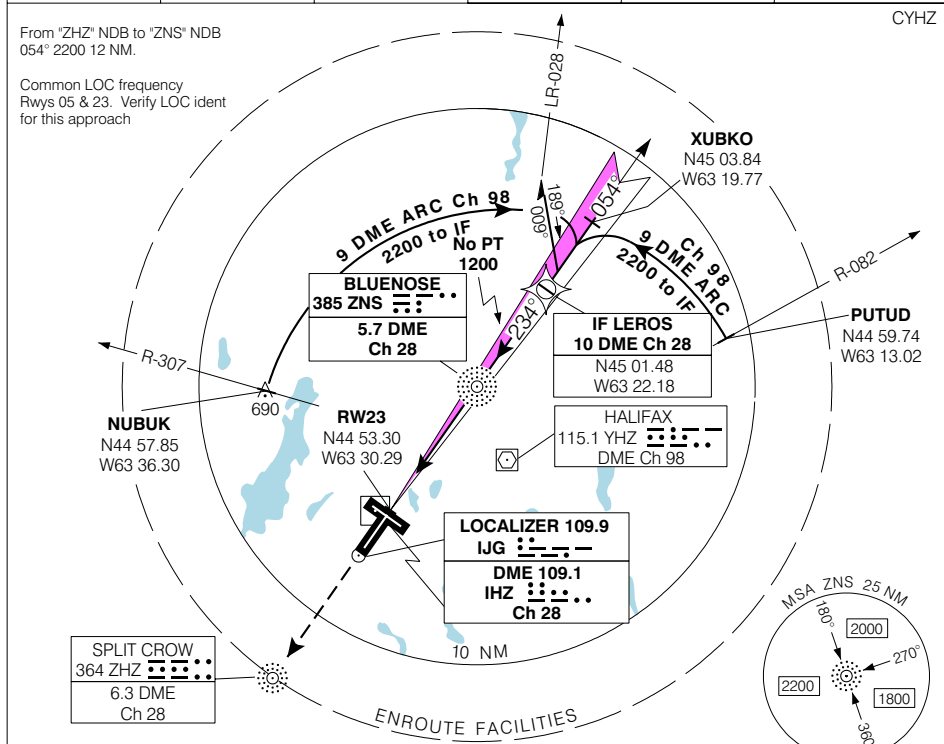 CYHZ
From "ZHZ" NDB to "ZNS" NDB
054° 2200 12 NM.
Common LOC frequency
Rwys 05 & 23. Verify LOC ident
for this approach
LR-028
XUBKO
N45 03.84
W63 19.77
189°
009°
054°
9 DME ARC Ch 98
2200 to IF
No PT
1200
Ch 98
9 DME ARC
2200 to IF
R-082
BLUENOSE
385 ZNS
5.7 DME
Ch 28
234°
IF LEROS
10 DME Ch 28
N45 01.48
W63 22.18
PUTUD
N44 59.74
W63 13.02
R-307
690
NUBUK
N44 57.85
W63 36.30
RW23
N44 53.30
W63 30.29
HALIFAX
115.1 YHZ
DME Ch 98
LOCALIZER 109.9
IJG
DME 109.1
IHZ
Ch 28
10 NM
SPLIT CROW
364 ZHZ
6.3 DME
Ch 28
ENROUTE FACILITIES
MSA ZNS 25 NM
180°
2000
270°
2200
1800
360°